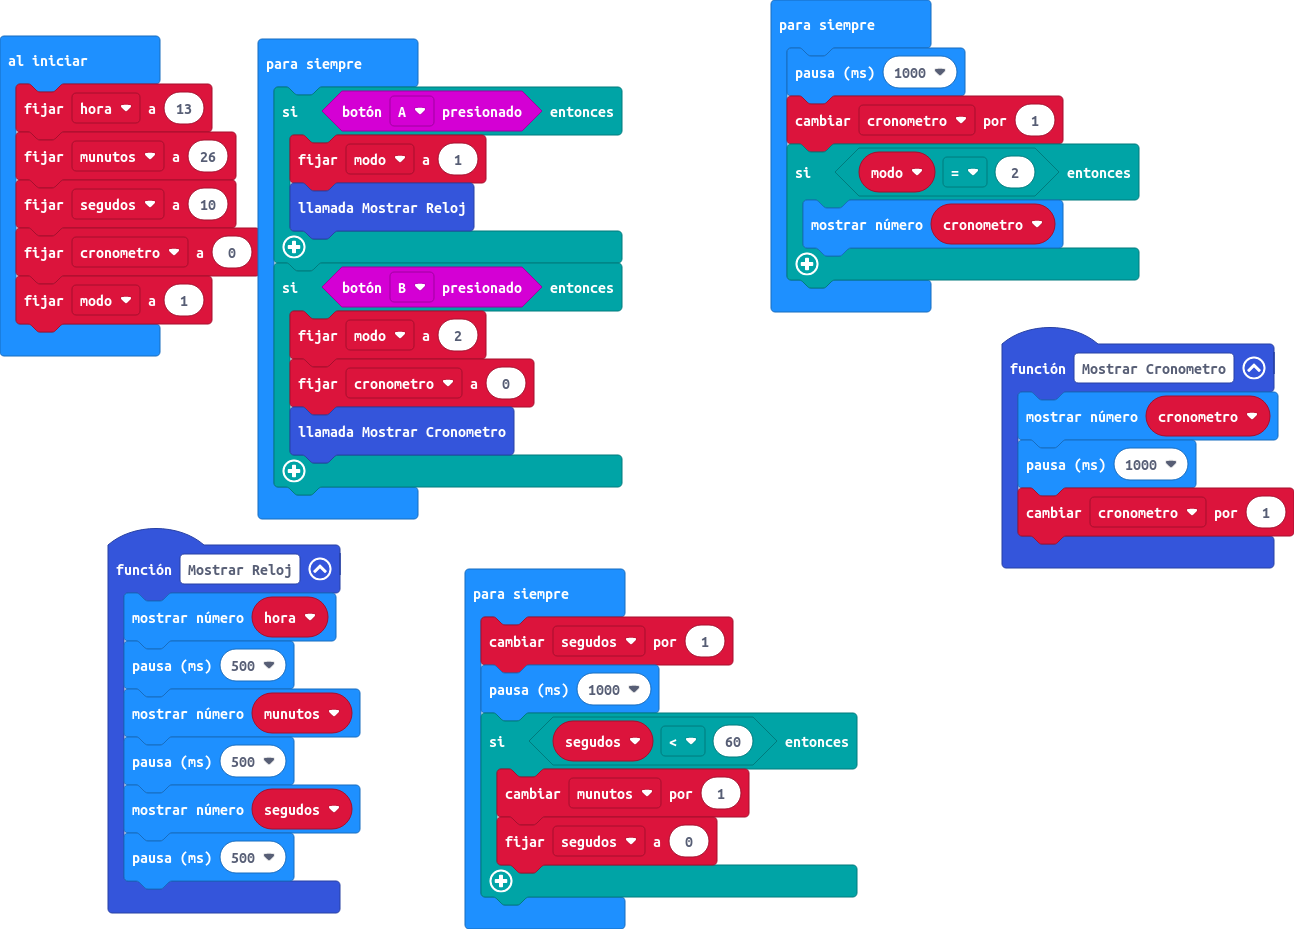 al iniciar
fijar hora a 13
fijar munutos a 26
fijar segudos a 10
fijar cronometro a 0
fijar modo a 1
para siempre
si botón A presionado entonces
fijar modo a 1
llamada Mostrar Reloj
si botón B presionado entonces
fijar modo a 2
fijar cronometro a 0
llamada Mostrar Cronometro
para siempre
pausa (ms) 1000
cambiar cronometro por 1
si modo = 2 entonces
mostrar número cronometro
función Mostrar Cronometro
mostrar número cronometro
pausa (ms) 1000
cambiar cronometro por 1
función Mostrar Reloj
mostrar número hora
pausa (ms) 500
mostrar número munutos
pausa (ms) 500
mostrar número segudos
pausa (ms) 500
para siempre
cambiar segudos por 1
pausa (ms) 1000
si segudos < 60 entonces
cambiar munutos por 1
fijar segudos a 0